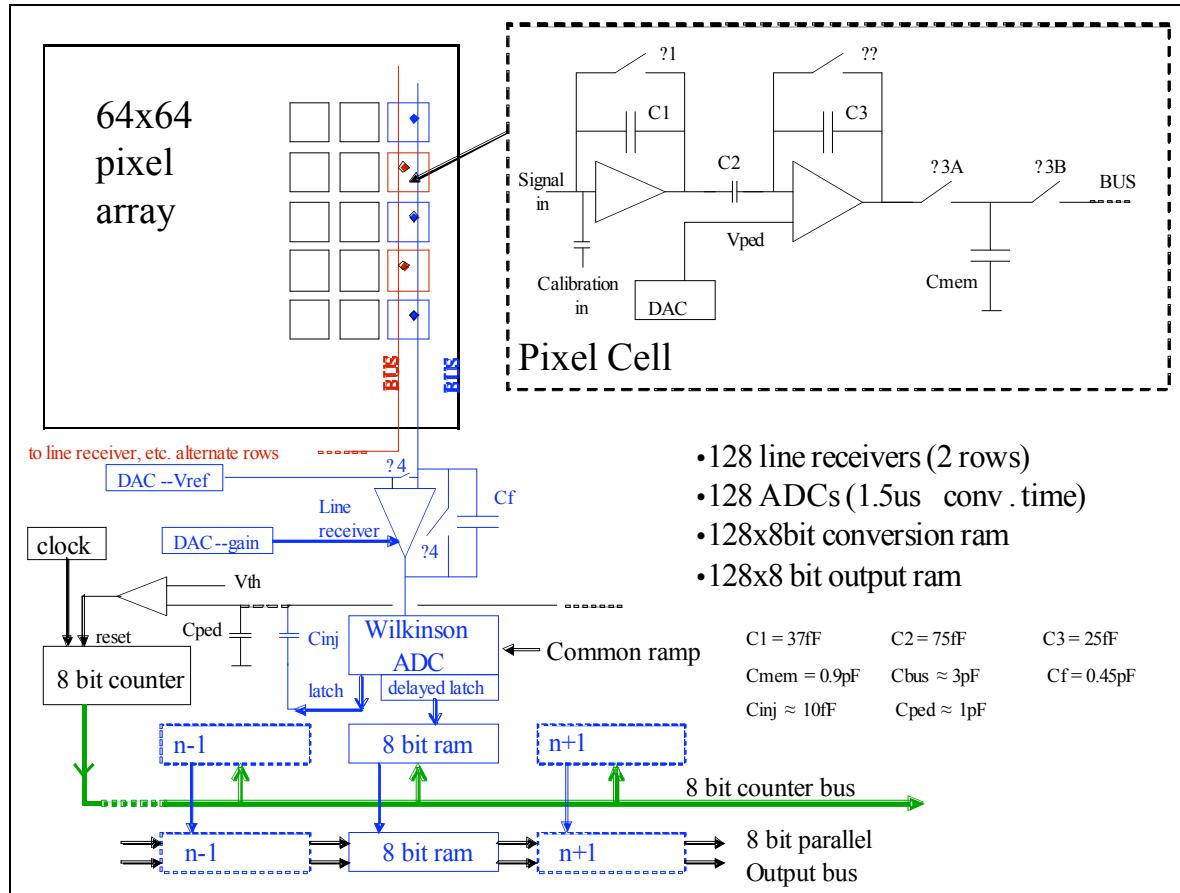 64x64
pixel
array
BUS
BUS
?1
C1
C2
??
C3
Signal
in
Calibration
in
Vped
DAC
?3A
?3B
BUS
Cmem
Pixel Cell
to line receiver, etc. alternate rows
DAC --Vref
?4
Line
receiver
Cf
DAC --gain
?4
clock
Vth
reset
Cped
Cinj
8 bit counter
Wilkinson
ADC
Common ramp
latch
delayed latch
•128 line receivers (2 rows)
•128 ADCs (1.5us conv . time)
•128x8bit conversion ram
•128x8 bit output ram
C1 = 37fF C2 = 75fF C3 = 25fF
Cmem = 0.9pF Cbus ≈ 3pF Cf = 0.45pF
Cinj ≈ 10fF Cped ≈ 1pF
n-1
8 bit ram
n+1
8 bit counter bus
n-1
8 bit ram
n+1
8 bit parallel
Output bus